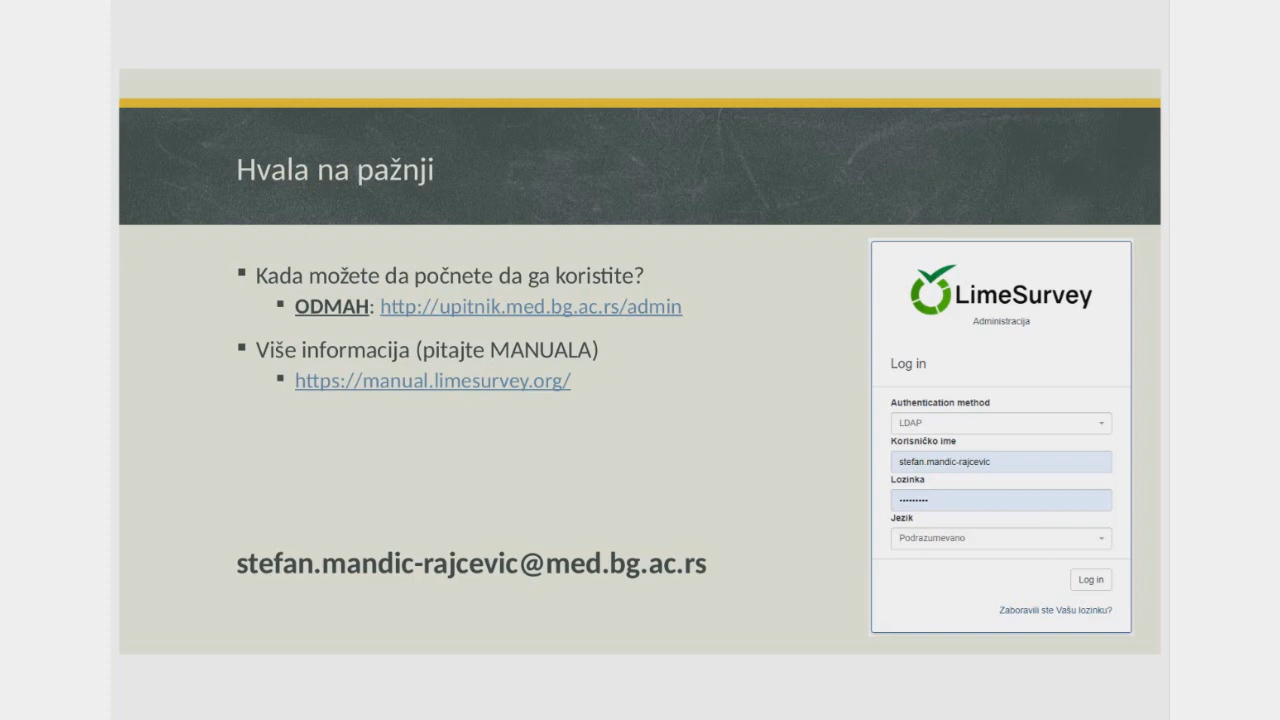 Hvala na pažnji
Kada možete da počnete da ga koristite?
ODMAH: http://upitnik.med.bg.ac.rs/admin
Više informacija (pitajte MANUALA)
https://manual.limesurvey.org/
stefan.mandic-rajcevic@med.bg.ac.rs
LimeSurvey
Administracija
Log in
Authentication method
LDAP
Korisničko ime
stefan.mandic-rajcevic
Lozinka
•••••••••
Jezik
Podrazumevano
Log in
Zaboravili ste Vašu lozinku?